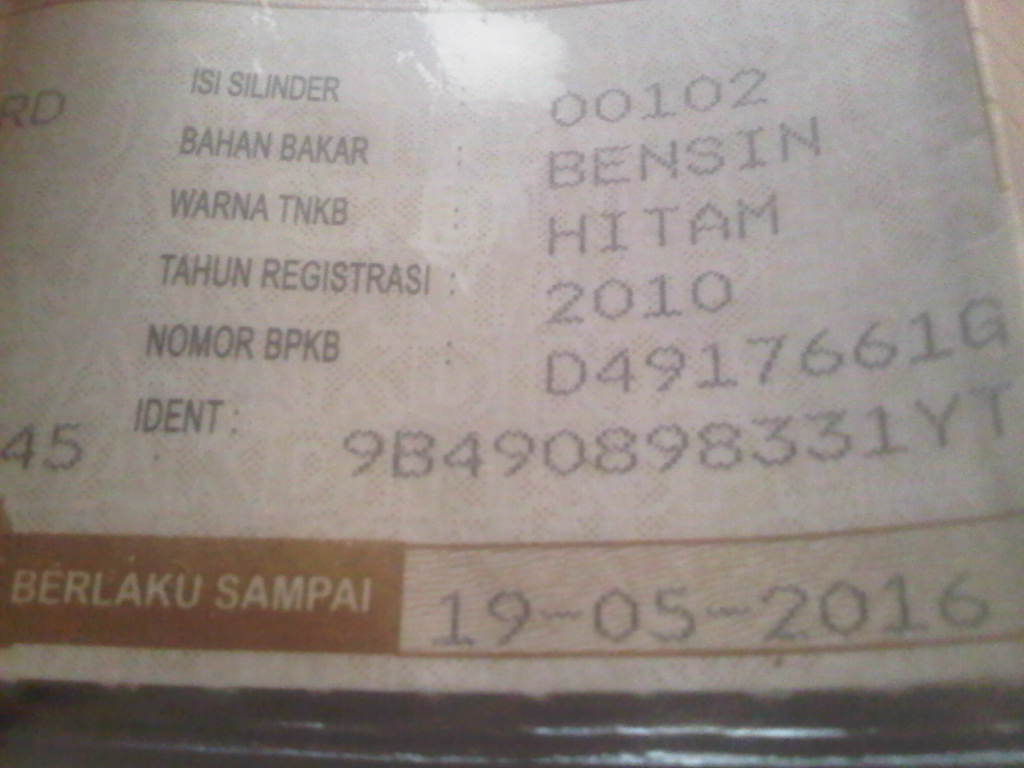 RD ISI SILINDER : 00102
BAHAN BAKAR : BENSIN
WARNA TNKB : HITAM
TAHUN REGISTRASI : 2010
NOMOR BPKB : D4917661G
45 IDENT : 9B490898331YT
BERLAKU SAMPAI 19-05-2016